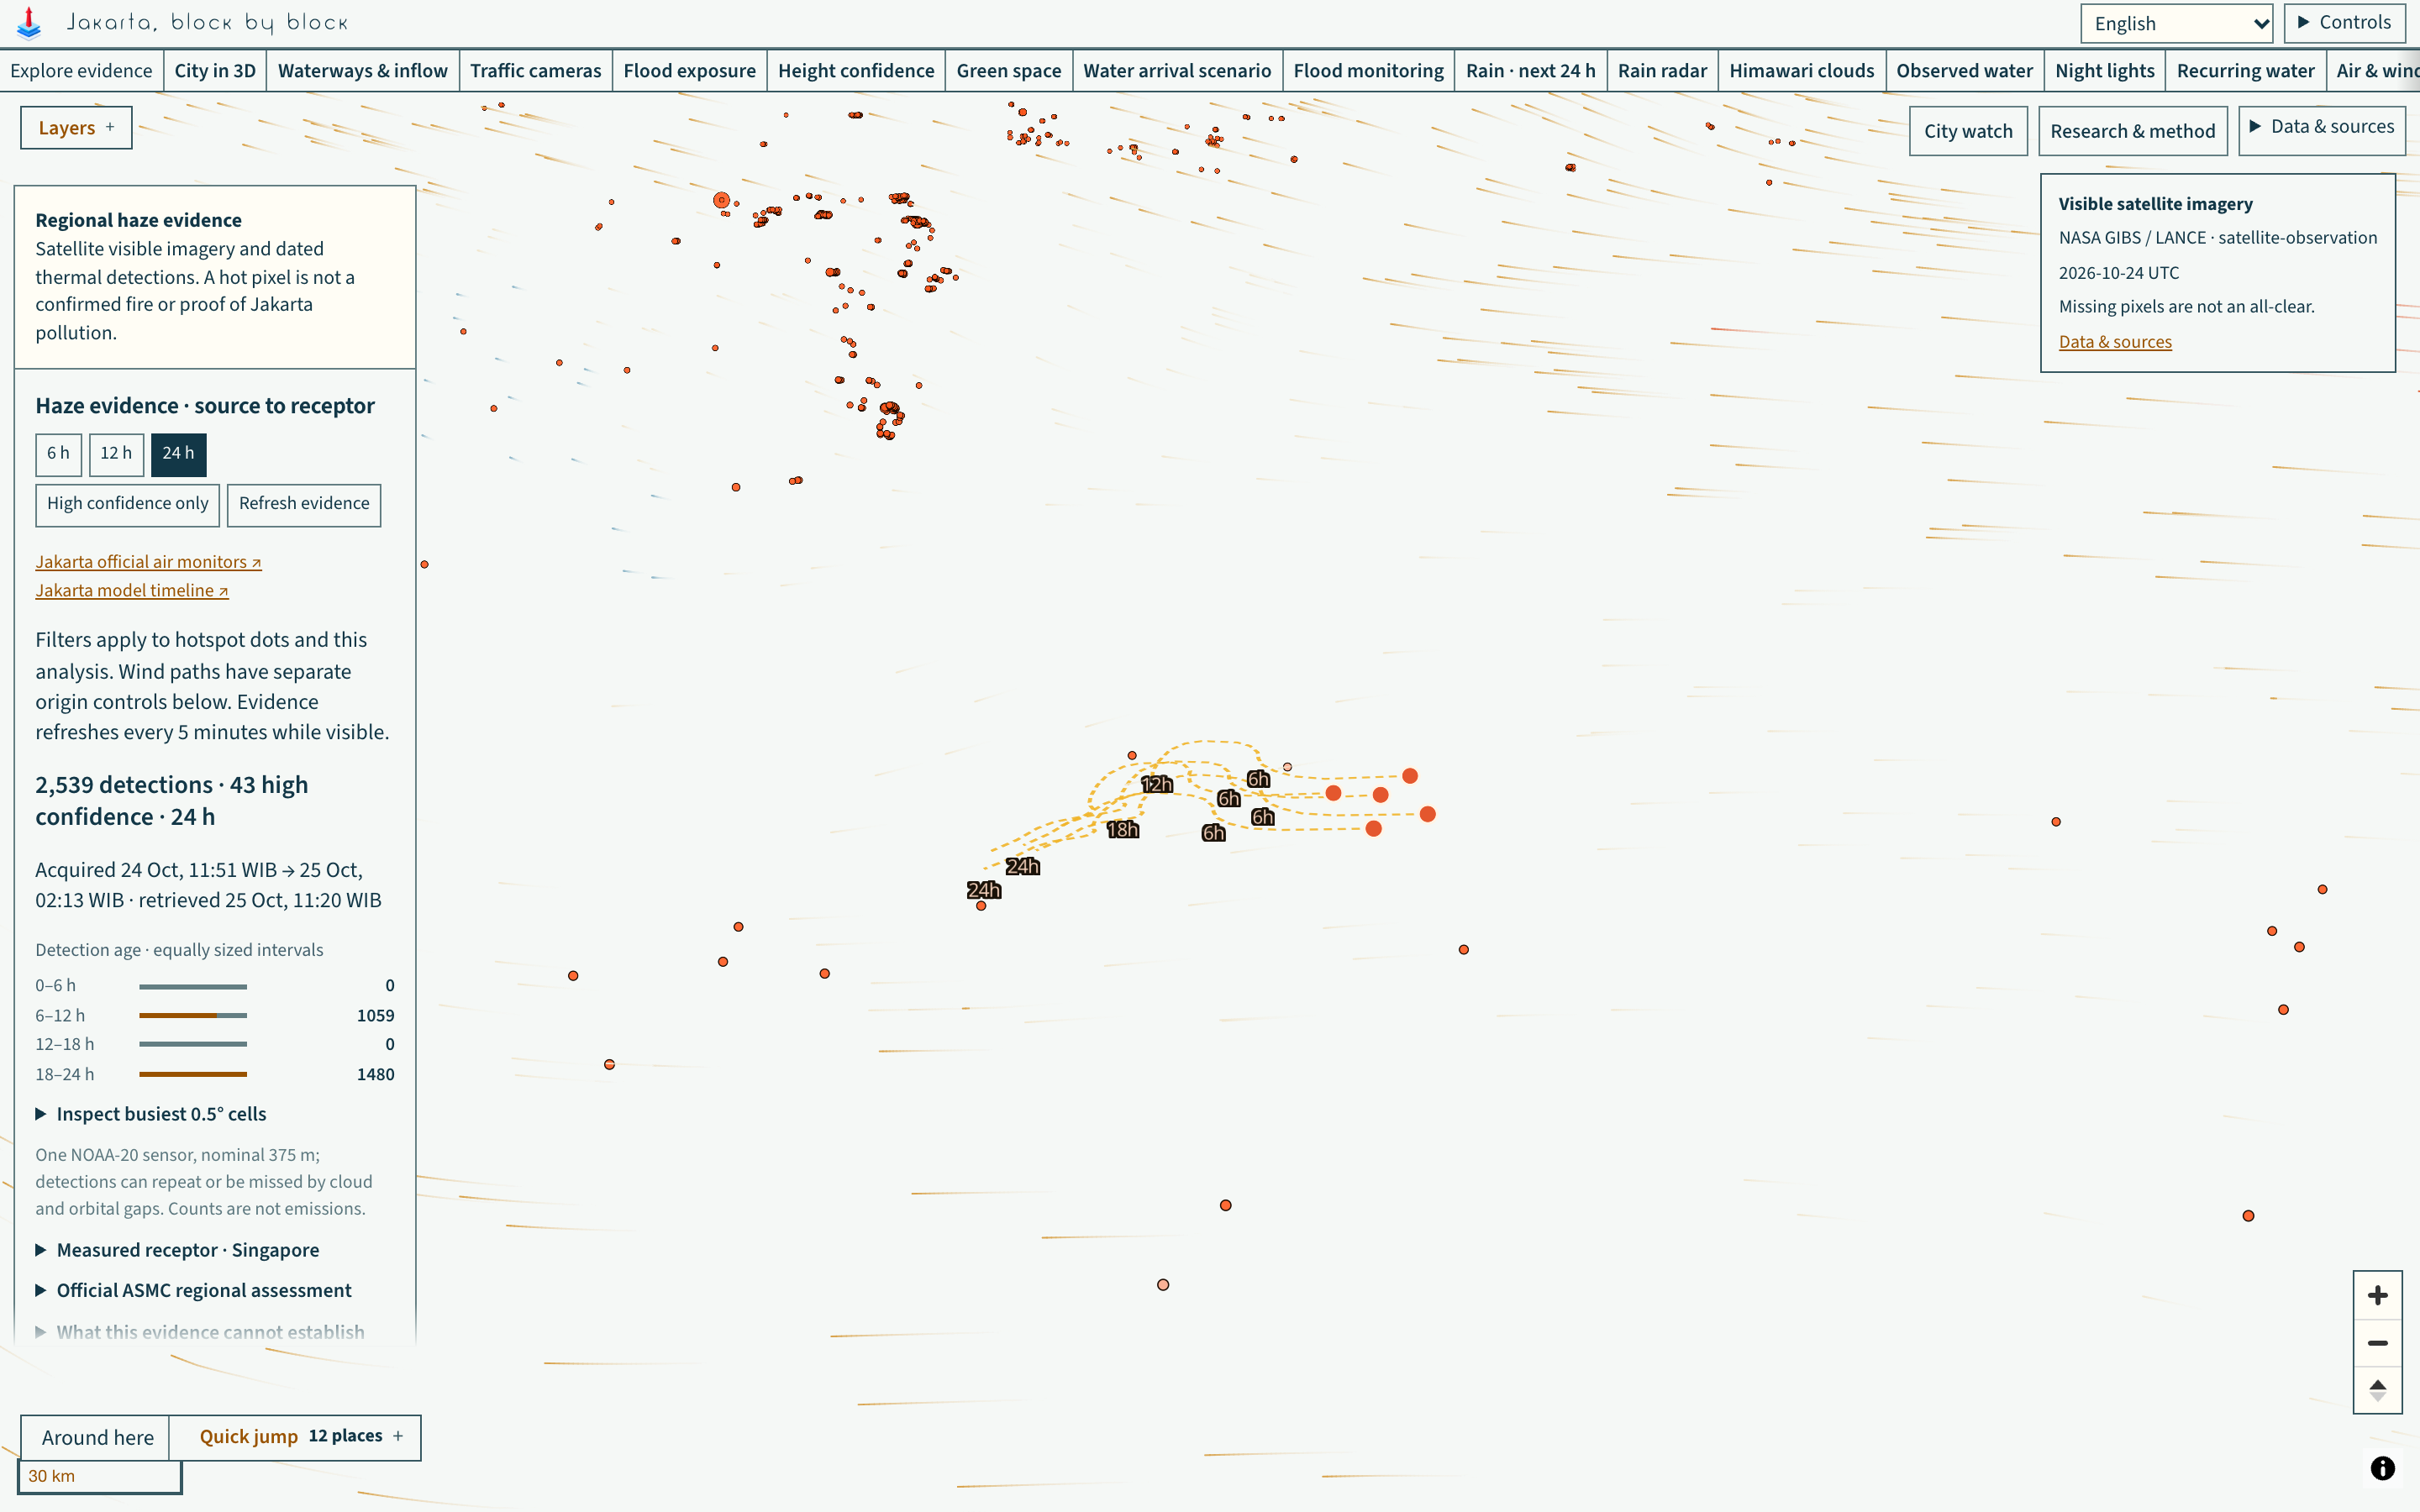 Jakarta, block by block
English
Controls
Explore evidence
City in 3D
Waterways & inflow
Traffic cameras
Flood exposure
Height confidence
Green space
Water arrival scenario
Flood monitoring
Rain · next 24 h
Rain radar
Himawari clouds
Observed water
Night lights
Recurring water
Air & wind
Layers +
City watch
Research & method
Data & sources
Regional haze evidence
Satellite visible imagery and dated
thermal detections. A hot pixel is not a
confirmed fire or proof of Jakarta
pollution.
Visible satellite imagery
NASA GIBS / LANCE · satellite-observation
2026-10-24 UTC
Missing pixels are not an all-clear.
Data & sources
Haze evidence · source to receptor
6 h
12 h
24 h
High confidence only
Refresh evidence
Jakarta official air monitors ↗
Jakarta model timeline ↗
Filters apply to hotspot dots and this
analysis. Wind paths have separate
origin controls below. Evidence
refreshes every 5 minutes while visible.
2,539 detections · 43 high
confidence · 24 h
Acquired 24 Oct, 11:51 WIB → 25 Oct,
02:13 WIB · retrieved 25 Oct, 11:20 WIB
Detection age · equally sized intervals
0–6 h 0
6–12 h 1059
12–18 h 0
18–24 h 1480
Inspect busiest 0.5° cells
One NOAA-20 sensor, nominal 375 m;
detections can repeat or be missed by cloud
and orbital gaps. Counts are not emissions.
Measured receptor · Singapore
Official ASMC regional assessment
What this evidence cannot establish
6h
12h
6h
6h
18h
6h
24h
24h
Around here
Quick jump 12 places +
30 km